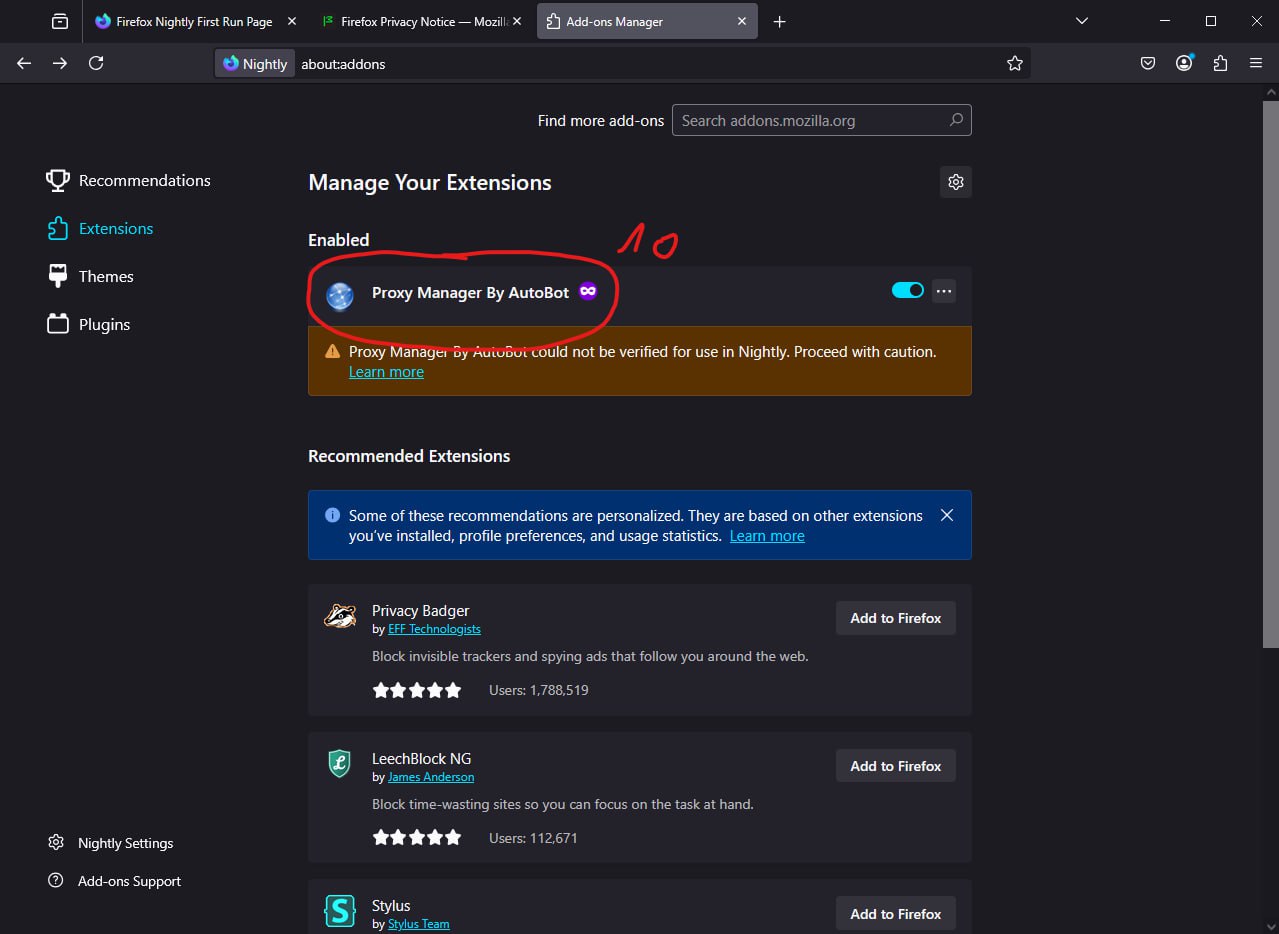 Firefox Nightly First Run Page
Firefox Privacy Notice — Mozill
Add-ons Manager
Nightly
about:addons
Find more add-ons
Search addons.mozilla.org
Recommendations
Extensions
Themes
Plugins
Manage Your Extensions
Enabled
10
Proxy Manager By AutoBot
Proxy Manager By AutoBot could not be verified for use in Nightly. Proceed with caution.
Learn more
Recommended Extensions
Some of these recommendations are personalized. They are based on other extensions
you’ve installed, profile preferences, and usage statistics. Learn more
Privacy Badger
by EFF Technologists
Add to Firefox
Block invisible trackers and spying ads that follow you around the web.
Users: 1,788,519
LeechBlock NG
by James Anderson
Add to Firefox
Block time-wasting sites so you can focus on the task at hand.
Users: 112,671
Stylus
by Stylus Team
Add to Firefox
Nightly Settings
Add-ons Support